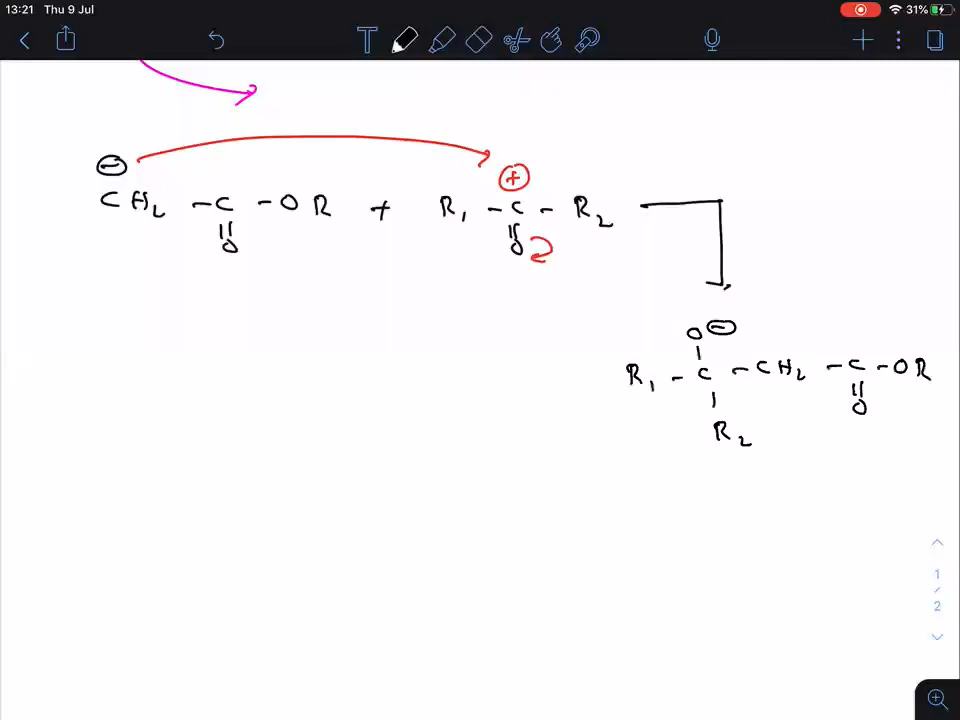 13:21 Thu 9 Jul 31%
T
⊖
CH₂ - C - OR + R₁ - C - R₂
⊕
|| ||
O O
O ⊖
|
R₁ - C - CH₂ - C - OR
| ||
O
R₂
1
/
2